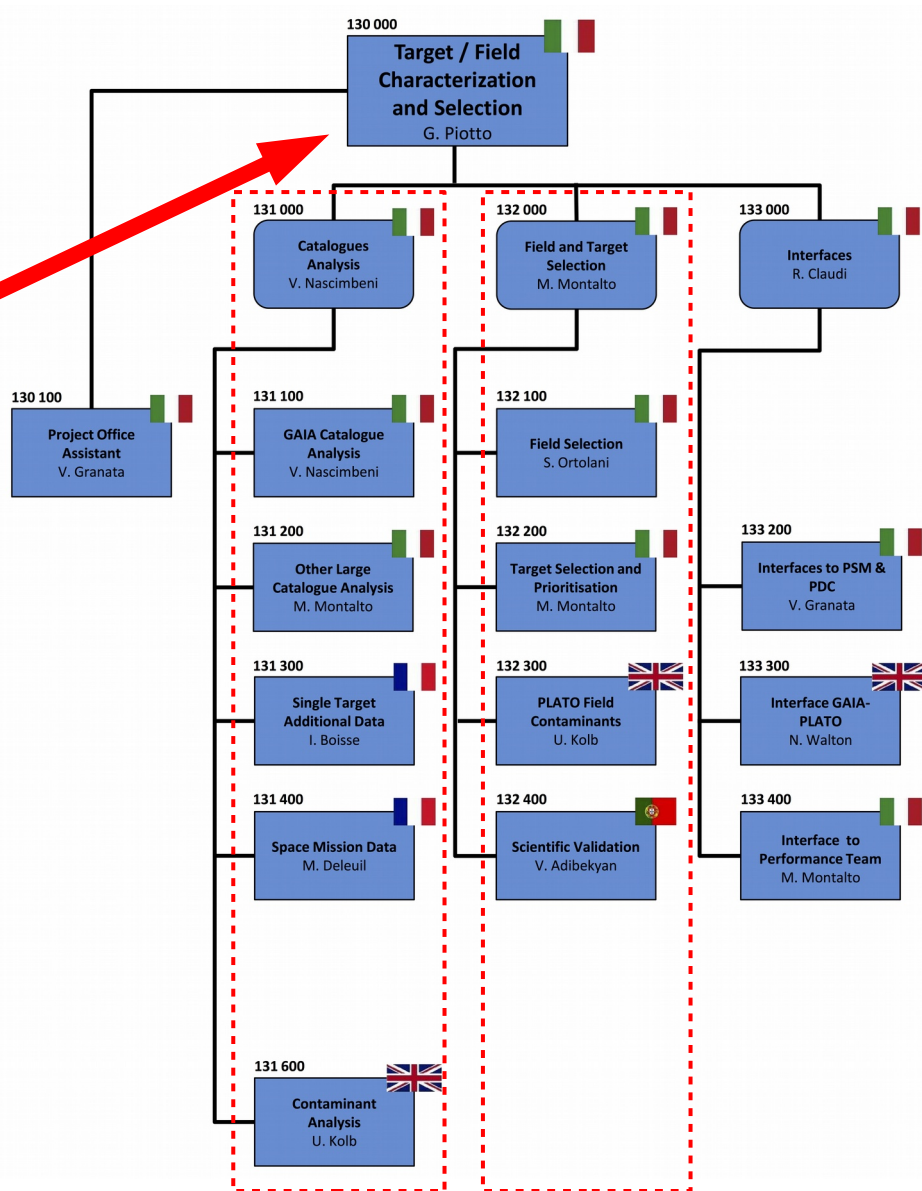 130 000
Target / Field
Characterization
and Selection
G. Piotto
131 000
Catalogues
Analysis
V. Nascimbeni
132 000
Field and Target
Selection
M. Montalto
133 000
Interfaces
R. Claudi
130 100
Project Office
Assistant
V. Granata
131 100
GAIA Catalogue
Analysis
V. Nascimbeni
132 100
Field Selection
S. Ortolani
131 200
Other Large
Catalogue Analysis
M. Montalto
132 200
Target Selection and
Prioritisation
M. Montalto
133 200
Interfaces to PSM &
PDC
V. Granata
131 300
Single Target
Additional Data
I. Boisse
132 300
PLATO Field
Contaminants
U. Kolb
133 300
Interface GAIA-
PLATO
N. Walton
131 400
Space Mission Data
M. Deleuil
132 400
Scientific Validation
V. Adibekyan
133 400
Interface to
Performance Team
M. Montalto
131 600
Contaminant
Analysis
U. Kolb